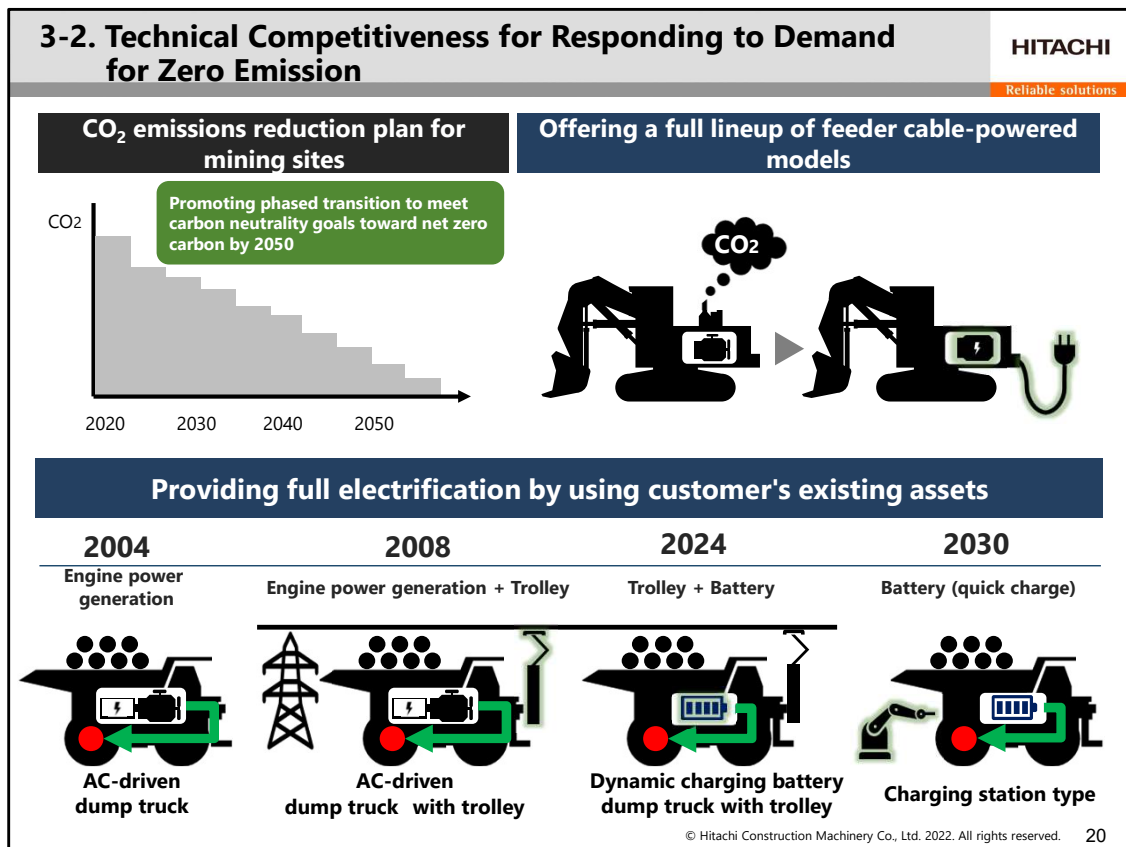 3-2. Technical Competitiveness for Responding to Demand
for Zero Emission
HITACHI
Reliable solutions
CO2 emissions reduction plan for
mining sites
Offering a full lineup of feeder cable-powered
models
Promoting phased transition to meet
carbon neutrality goals toward net zero
carbon by 2050
CO2
2020 2030 2040 2050
CO2
Providing full electrification by using customer's existing assets
2004 2008 2024 2030
Engine power
generation
Engine power generation + Trolley
Trolley + Battery
Battery (quick charge)
AC-driven
dump truck
AC-driven
dump truck with trolley
Dynamic charging battery
dump truck with trolley
Charging station type
© Hitachi Construction Machinery Co., Ltd. 2022. All rights reserved. 20